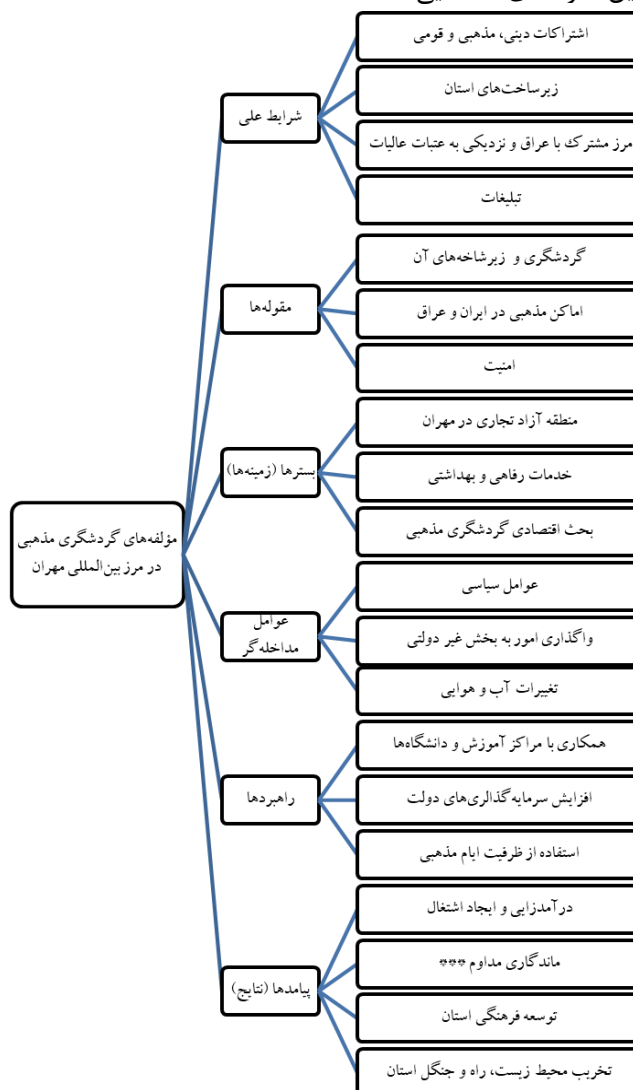 اشتراکات دینی، مذهبی و قومی
زیرساخت‌های استان
مرز مشترک با عراق و نزدیکی به عتبات عالیات
تبلیغات
شرایط علی
گردشگری و زیرشاخه‌های آن
اماکن مذهبی در ایران و عراق
امنیت
مقوله‌ها
منطقه آزاد تجاری در مهران
خدمات رفاهی و بهداشتی
بحث اقتصادی گردشگری مذهبی
بسترها (زمینه‌ها)
مؤلفه‌های گردشگری مذهبی
در مرز بین‌المللی مهران
عوامل سیاسی
واگذاری امور به بخش غیر دولتی
تغییرات آب و هوایی
عوامل
مداخله‌گر
همکاری با مراکز آموزش و دانشگاه‌ها
افزایش سرمایه‌گذالری‌های دولت
استفاده از ظرفیت ایام مذهبی
راهبردها
درآمدزایی و ایجاد اشتغال
ماندگاری مداوم ***
توسعه فرهنگی استان
تخریب محیط زیست، راه و جنگل استان
پیامدها (نتایج)